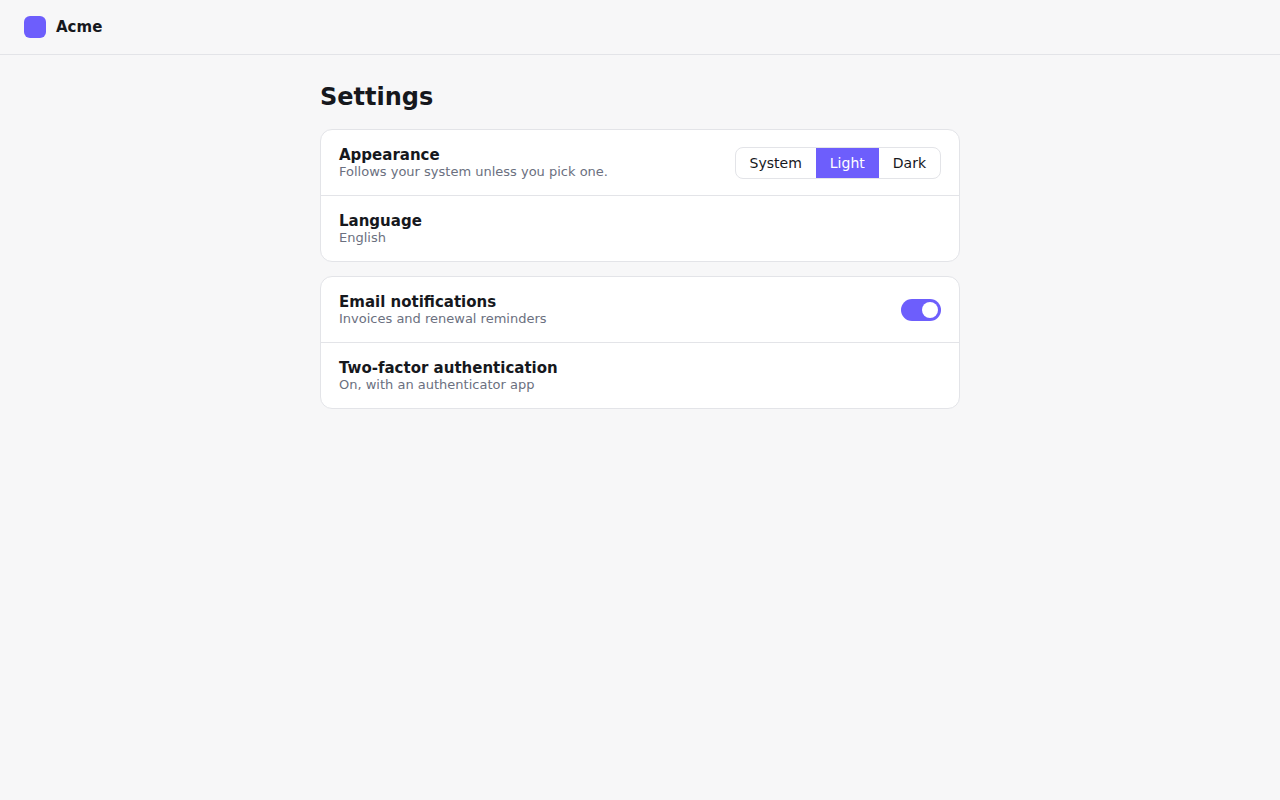 Acme
Settings
Appearance
Follows your system unless you pick one.
System Light Dark
Language
English
Email notifications
Invoices and renewal reminders
Two-factor authentication
On, with an authenticator app